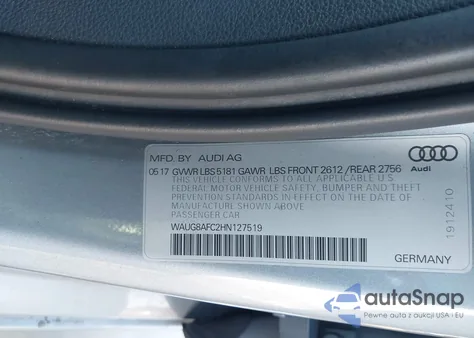 MFD. BY AUDI AG
05 17 GVWR LBS 5181 GAWR LBS FRONT 2612 /REAR 2756
THIS VEHICLE CONFORMS TO ALL APPLICABLE U.S
FEDERAL MOTOR VEHICLE SAFETY, BUMPER AND THEFT
PREVENTION STANDARDS IN EFFECT ON THE DATE OF
MANUFACTURE SHOWN ABOVE.
PASSENGER CAR
WAUG8AFC2HN127519
Audi
1912410
GERMANY
autoSnap
Pewne auta z aukcji USA i EU